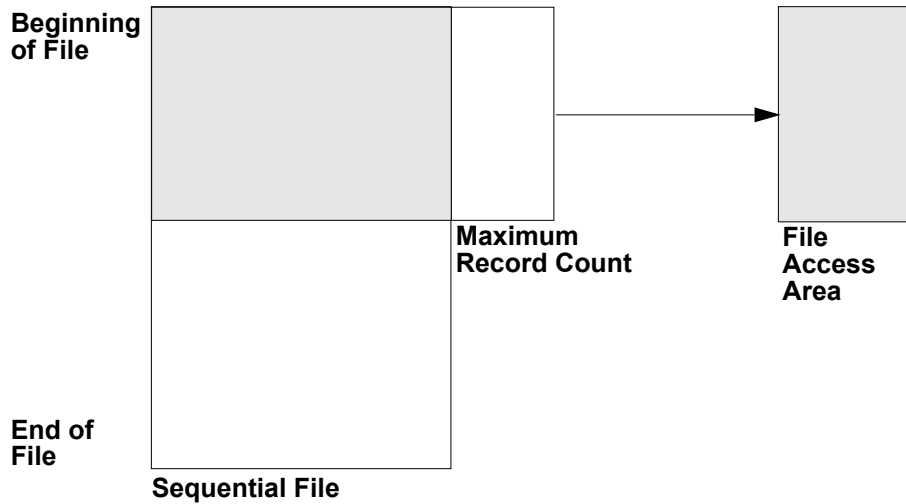 Beginning
of File
Maximum
Record Count
File
Access
Area
End of
File
Sequential File